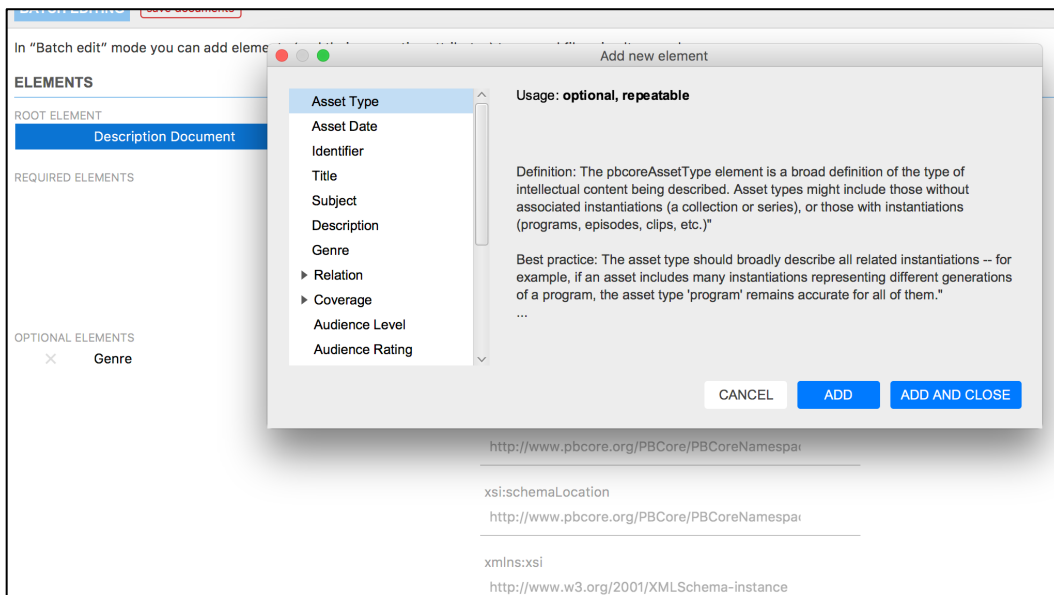 BATCH EDITING
save documents
In “Batch edit” mode you can add
ELEMENTS
ROOT ELEMENT
Description Document
REQUIRED ELEMENTS
OPTIONAL ELEMENTS
Genre
Add new element
Asset Type
Asset Date
Identifier
Title
Subject
Description
Genre
Relation
Coverage
Audience Level
Audience Rating
Usage: optional, repeatable
Definition: The pbcoreAssetType element is a broad definition of the type of
intellectual content being described. Asset types might include those without
associated instantiations (a collection or series), or those with instantiations
(programs, episodes, clips, etc.)"
Best practice: The asset type should broadly describe all related instantiations -- for
example, if an asset includes many instantiations representing different generations
of a program, the asset type 'program' remains accurate for all of them."
...
CANCEL
ADD
ADD AND CLOSE
http://www.pbcore.org/PBCore/PBCoreNamespac
xsi:schemaLocation
http://www.pbcore.org/PBCore/PBCoreNamespac
xmlns:xsi
http://www.w3.org/2001/XMLSchema-instance